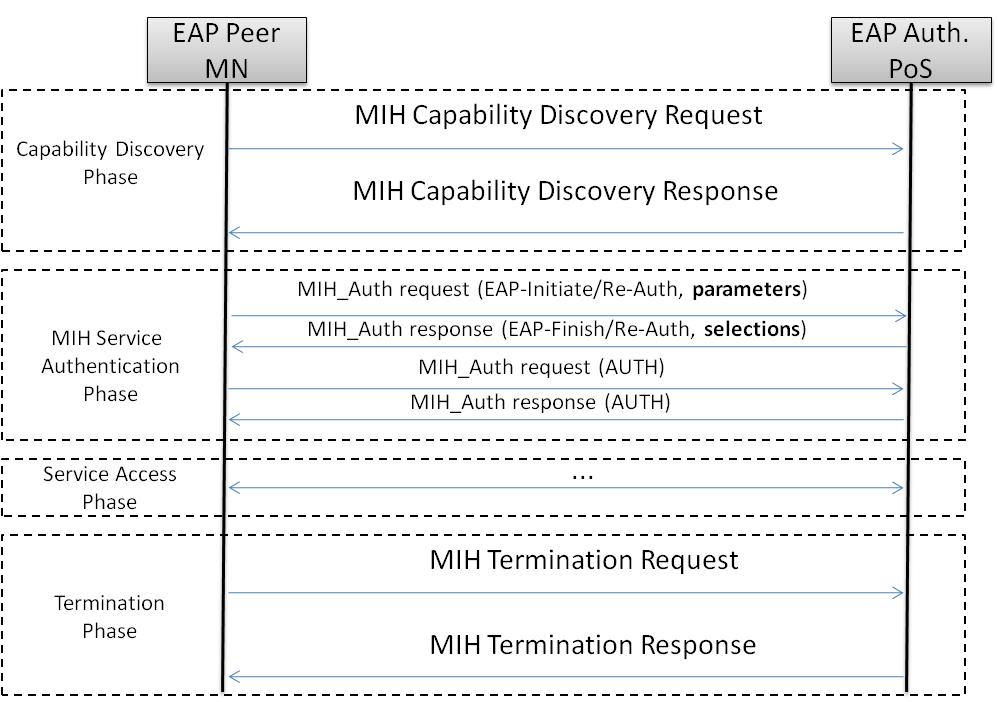 EAP Peer
MN
EAP Auth.
PoS
Capability Discovery
Phase
MIH Capability Discovery Request
MIH Capability Discovery Response
MIH Service
Authentication
Phase
MIH_Auth request (EAP-Initiate/Re-Auth, parameters)
MIH_Auth response (EAP-Finish/Re-Auth, selections)
MIH_Auth request (AUTH)
MIH_Auth response (AUTH)
Service Access
Phase
...
Termination
Phase
MIH Termination Request
MIH Termination Response